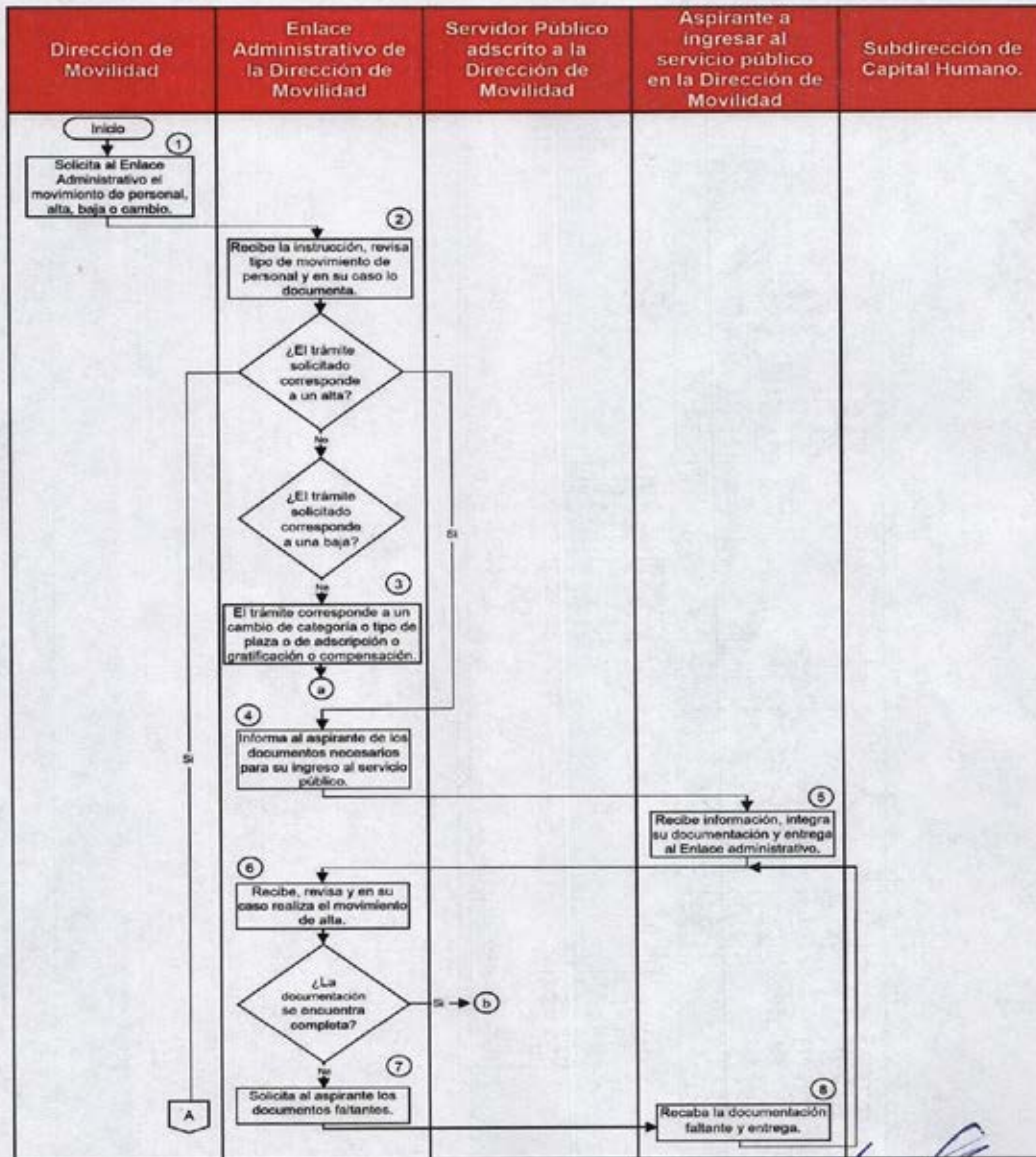 Dirección de
Movilidad
Enlace
Administrativo de
la Dirección de
Movilidad
Servidor Público
adscrito a la
Dirección de
Movilidad
Aspirante a
ingresar al
servicio público
en la Dirección de
Movilidad
Subdirección de
Capital Humano.
Inicio
1
Solicita al Enlace
Administrativo el
movimiento de personal,
alta, baja o cambio.
2
Recibe la instrucción, revisa
tipo de movimiento de
personal y en su caso lo
documenta.
¿El trámite
solicitado
corresponde
a un alta?
No
¿El trámite
solicitado
corresponde
a una baja?
SI
No
3
El trámite corresponde a un
cambio de categoría o tipo de
plaza o de adscripción o
gratificación o compensación.
a
4
Informa al aspirante de los
documentos necesarios
para su ingreso al servicio
público.
SI
5
Recibe información, integra
su documentación y entrega
al Enlace administrativo.
6
Recibe, revisa y en su
caso realiza el movimiento
de alta.
¿La
documentación
se encuentra
completa?
SI
b
No
7
Solicita al aspirante los
documentos faltantes.
8
Recaba la documentación
faltante y entrega.
A